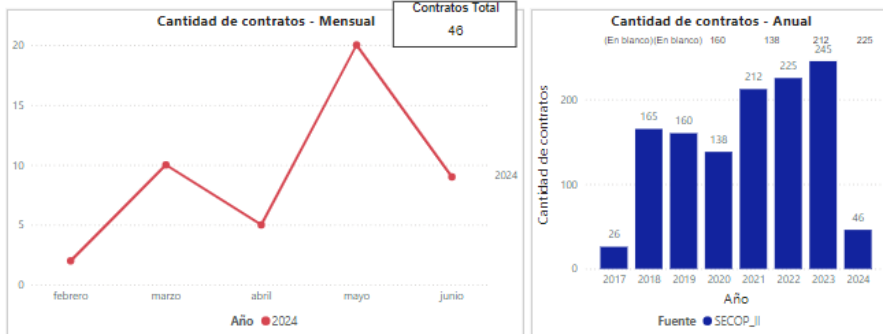 Cantidad de contratos - Mensual
Contratos Total
46
20
15
10
5
0
2024
febrero marzo abril mayo junio
Año 2024
Cantidad de contratos - Anual
(En blanco)(En blanco) 160 138 212 225
Cantidad de contratos
200
100
0
26
165
160
138
212
225
245
46
2017 2018 2019 2020 2021 2022 2023 2024
Año
Fuente SECOP_II